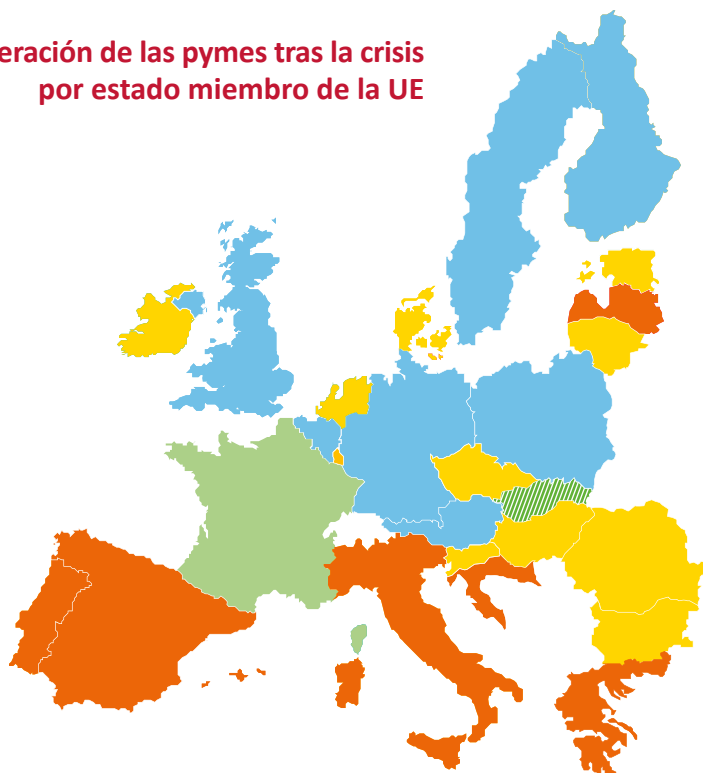 eración de las pymes tras la crisis
por estado miembro de la UE